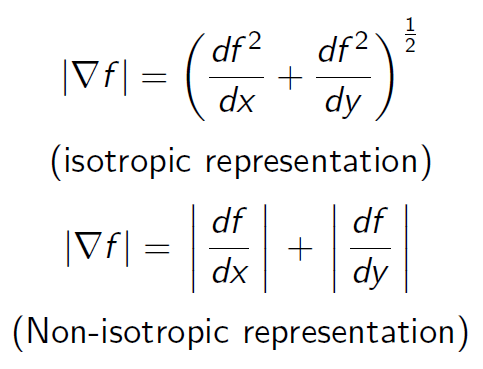 |∇f| = (df²/dx + df²/dy)^½
(isotropic representation)
|∇f| = |df/dx| + |df/dy|
(Non-isotropic representation)